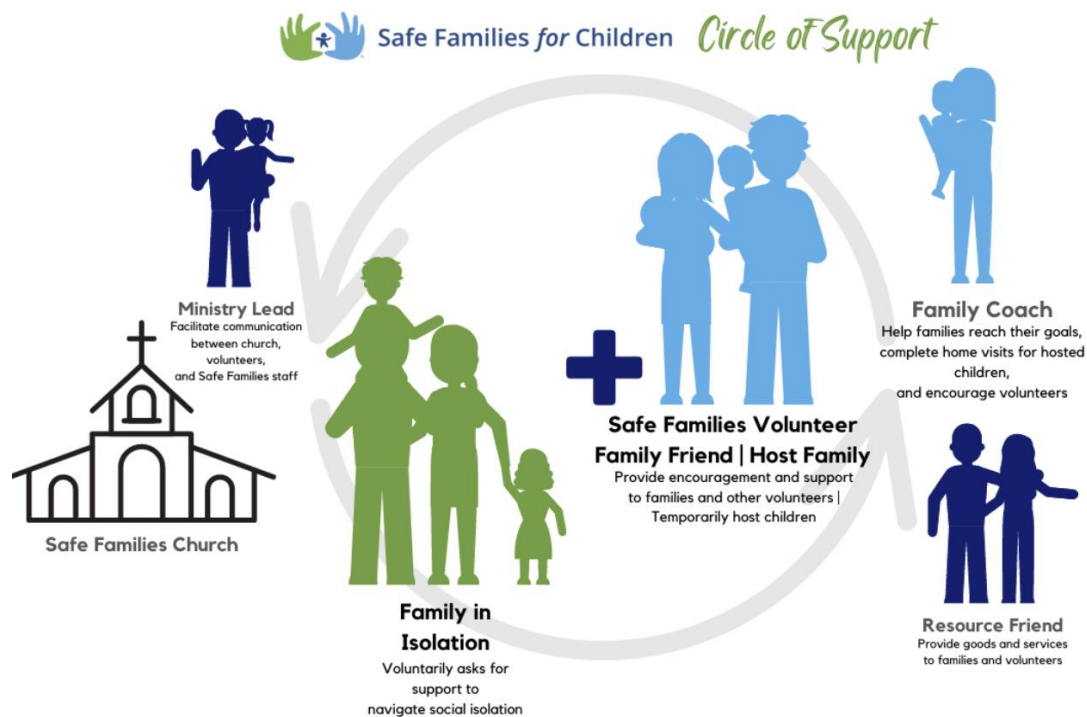 Safe Families for Children Circle of Support
Ministry Lead
Facilitate communication
between church,
volunteers,
and Safe Families staff
Safe Families Church
Family in
Isolation
Voluntarily asks for
support to
navigate social isolation
Safe Families Volunteer
Family Friend | Host Family
Provide encouragement and support
to families and other volunteers |
Temporarily host children
Family Coach
Help families reach their goals,
complete home visits for hosted
children,
and encourage volunteers
Resource Friend
Provide goods and services
to families and volunteers